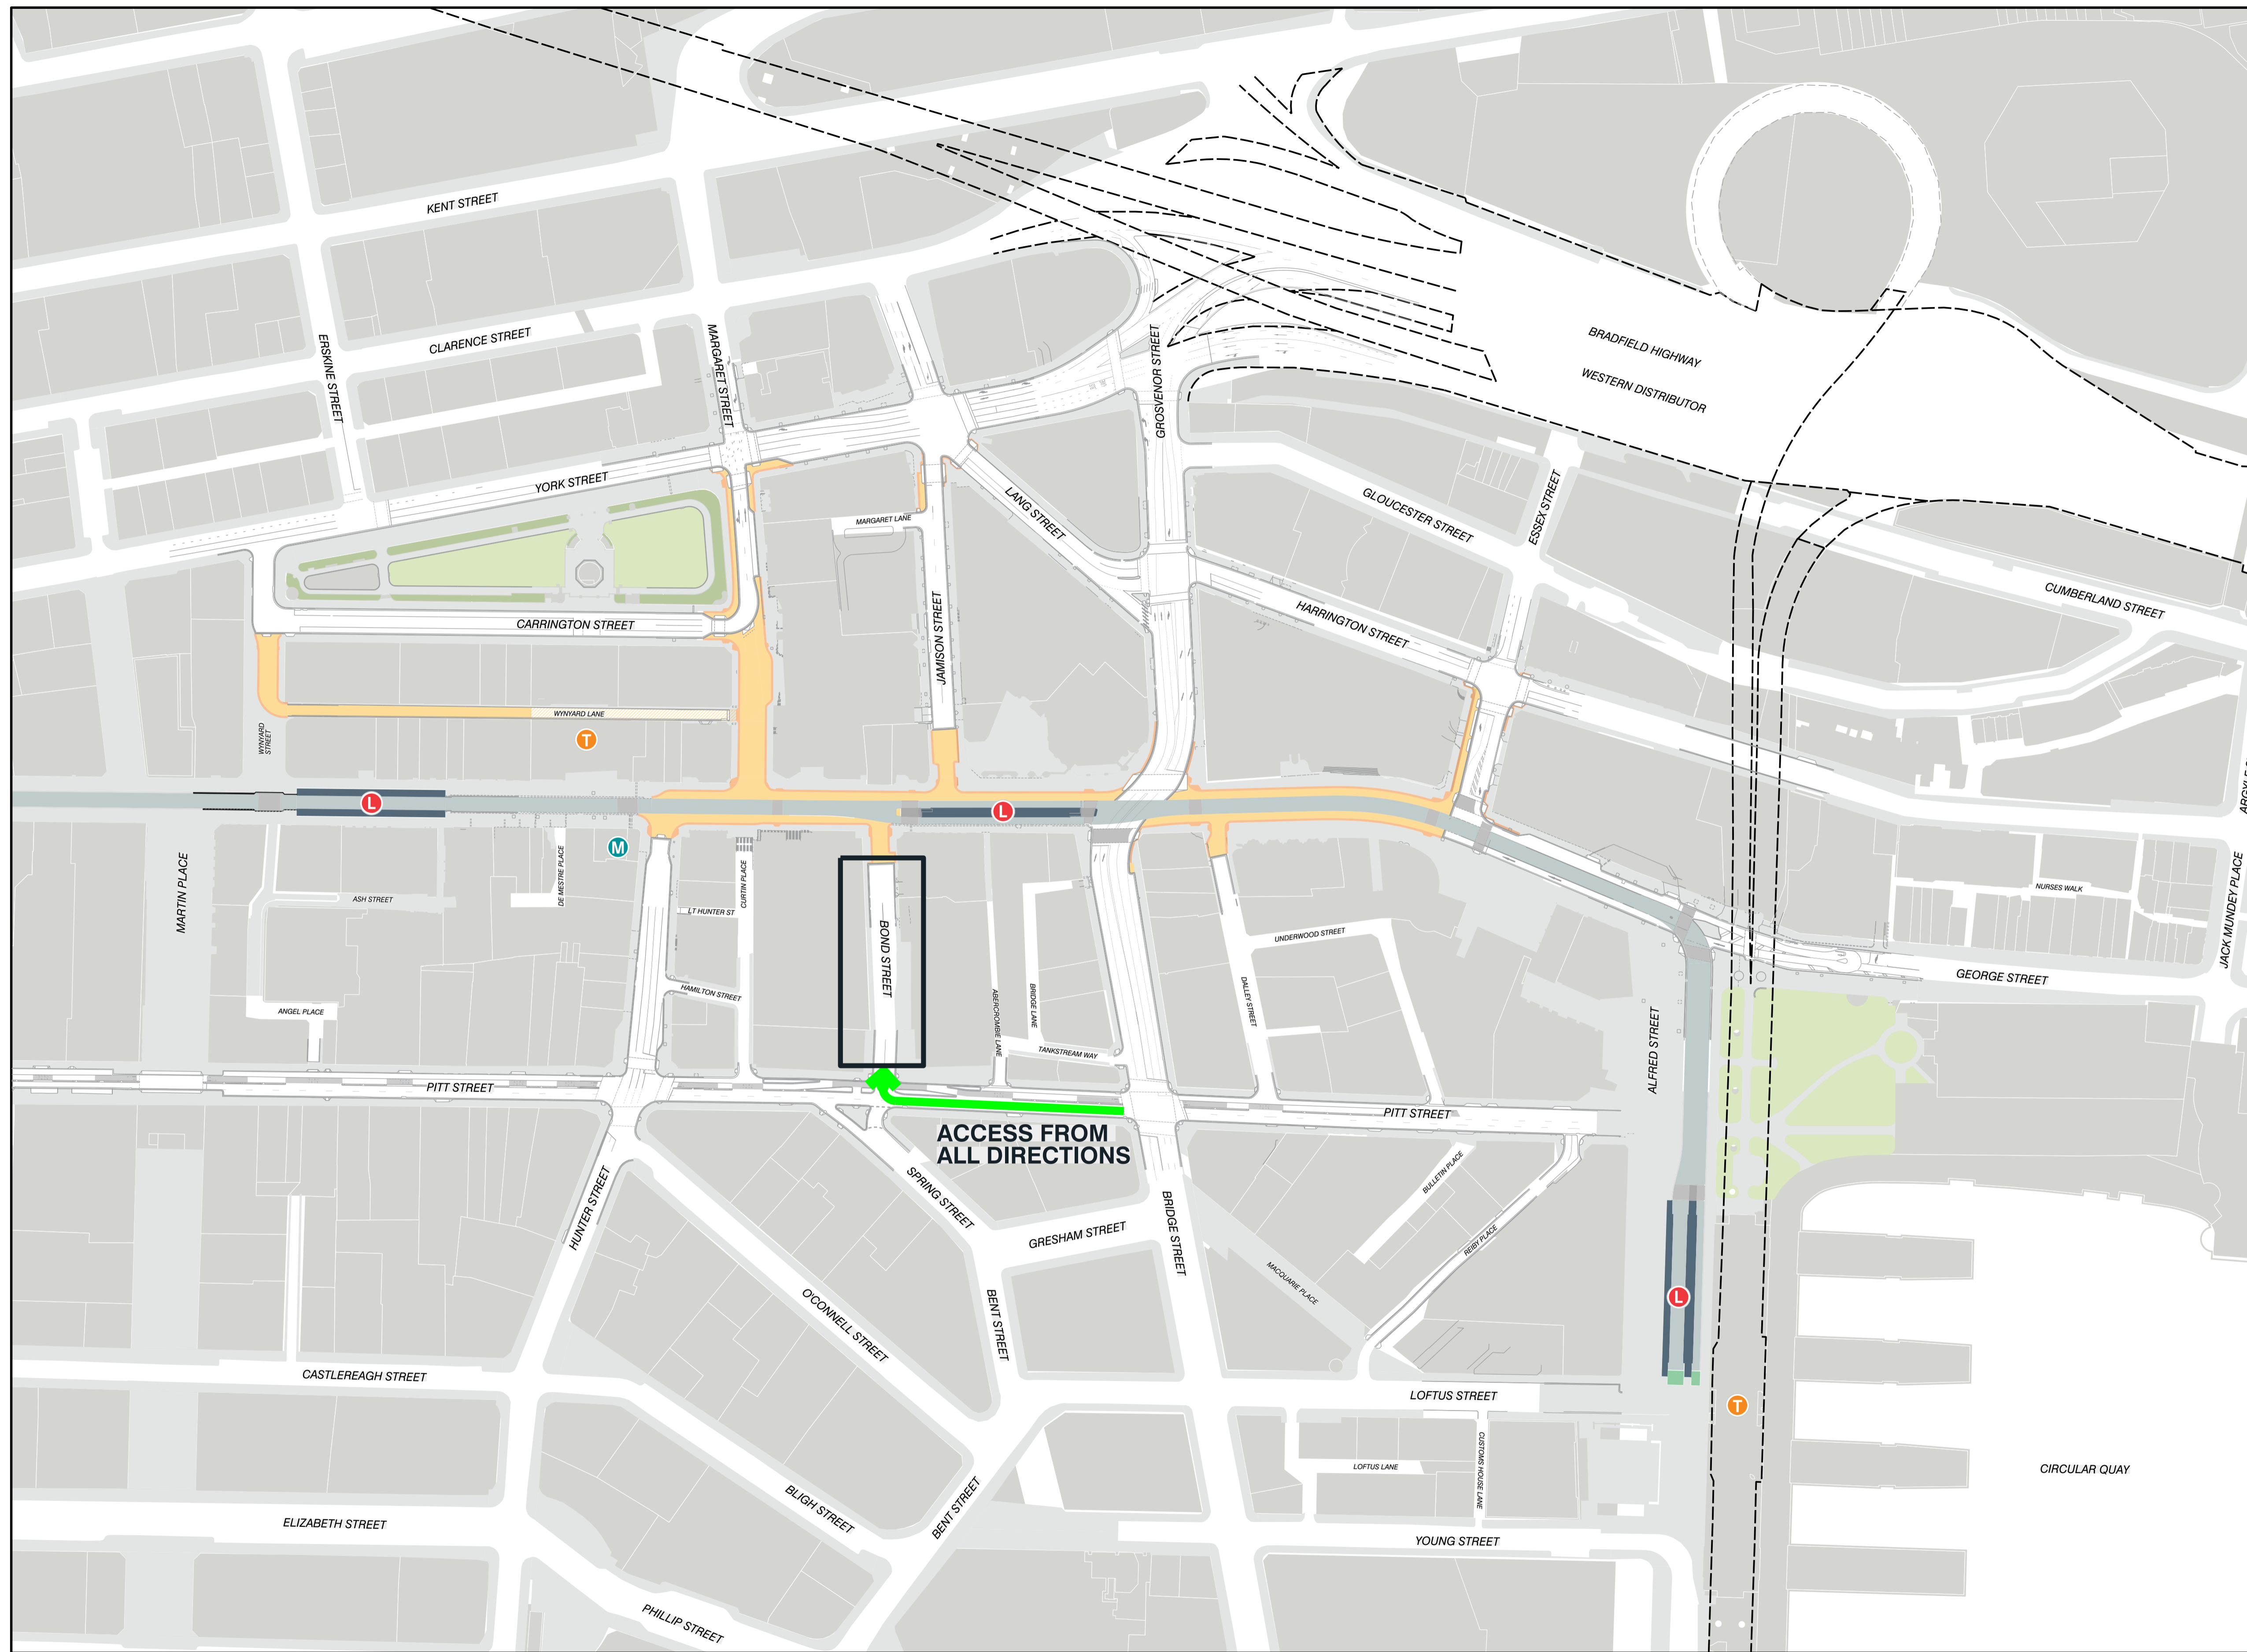 KENT STREET
CLARENCE STREET
ERSKINE STREET
MARGARET STREET
GROSVENOR STREET
BRADFIELD HIGHWAY
WESTERN DISTRIBUTOR
YORK STREET
MARGARET LANE
LANG STREET
GLOUCESTER STREET
ESSEX STREET
CUMBERLAND STREET
CARRINGTON STREET
JAMISON STREET
HARRINGTON STREET
WYNYARD
STREET
WYNYARD LANE
T
L
L
M
MARTIN PLACE
ASH STREET
DE MESTRE PLACE
LT HUNTER ST
CURTIN PLACE
BOND STREET
ABERCROMBIE LANE
BRIDGE LANE
UNDERWOOD STREET
DALLEY STREET
NURSES WALK
JACK MUNDEY PLACE
GEORGE STREET
ANGEL PLACE
HAMILTON STREET
TANKSTREAM WAY
ALFRED STREET
PITT STREET
PITT STREET
ACCESS FROM
ALL DIRECTIONS
HUNTER STREET
SPRING STREET
GRESHAM STREET
BRIDGE STREET
BULLETIN PLACE
REIBY PLACE
MACQUARIE PLACE
O'CONNELL STREET
BENT STREET
L
CASTLEREAGH STREET
LOFTUS STREET
T
CUSTOMS HOUSE LANE
LOFTUS LANE
CIRCULAR QUAY
BLIGH STREET
BENT STREET
ELIZABETH STREET
YOUNG STREET
PHILLIP STREET